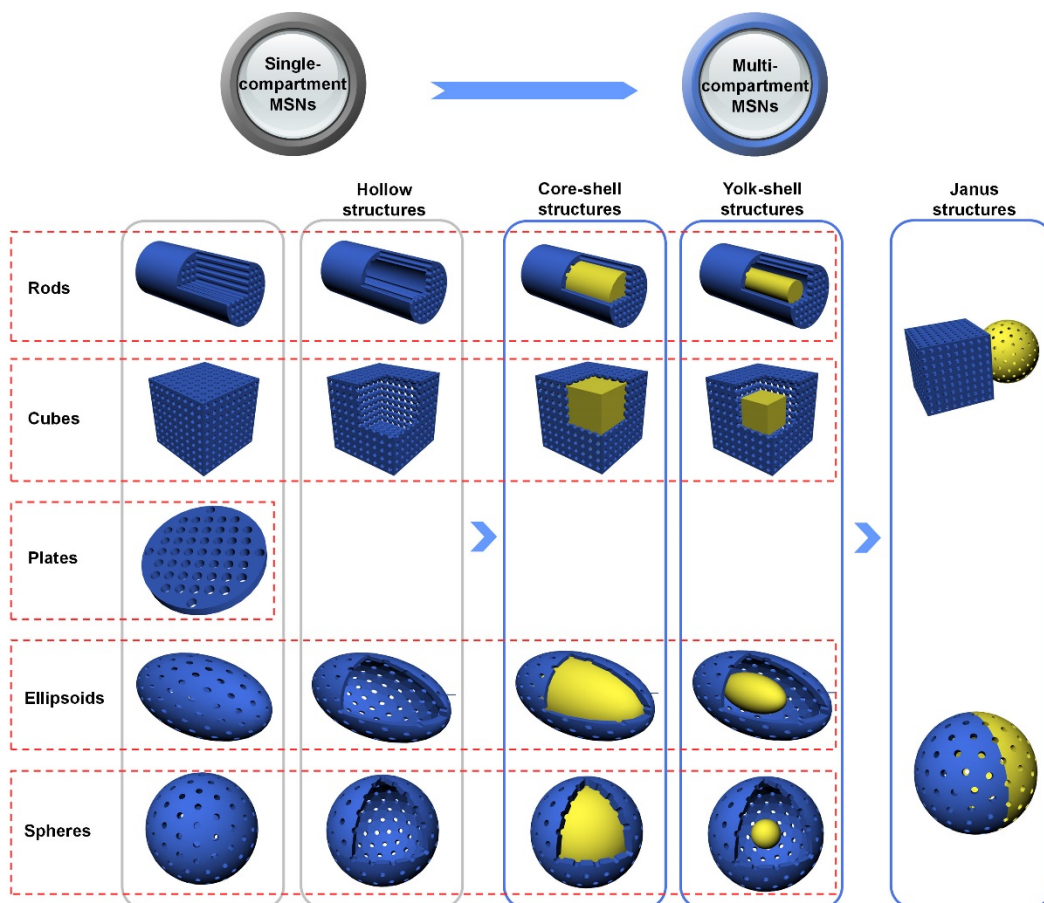 Single-
compartment
MSNs
Multi-
compartment
MSNs
Hollow
structures
Core-shell
structures
Yolk-shell
structures
Janus
structures
Rods
Cubes
Plates
Ellipsoids
Spheres